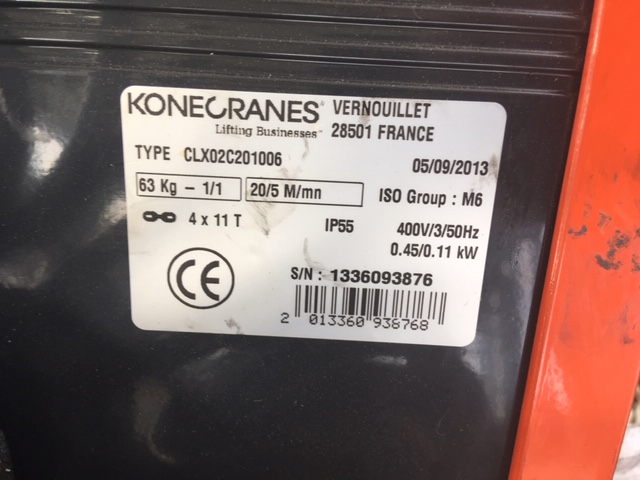 KONECRANES®
Lifting Businesses™
VERNOUILLET
28501 FRANCE
TYPE CLX02C201006
05/09/2013
63 Kg - 1/1
20/5 M/mn
ISO Group : M6
4 x 11 T
IP55
400V/3/50Hz
0.45/0.11 kW
CE
S/N : 1336093876
2 013360 938768